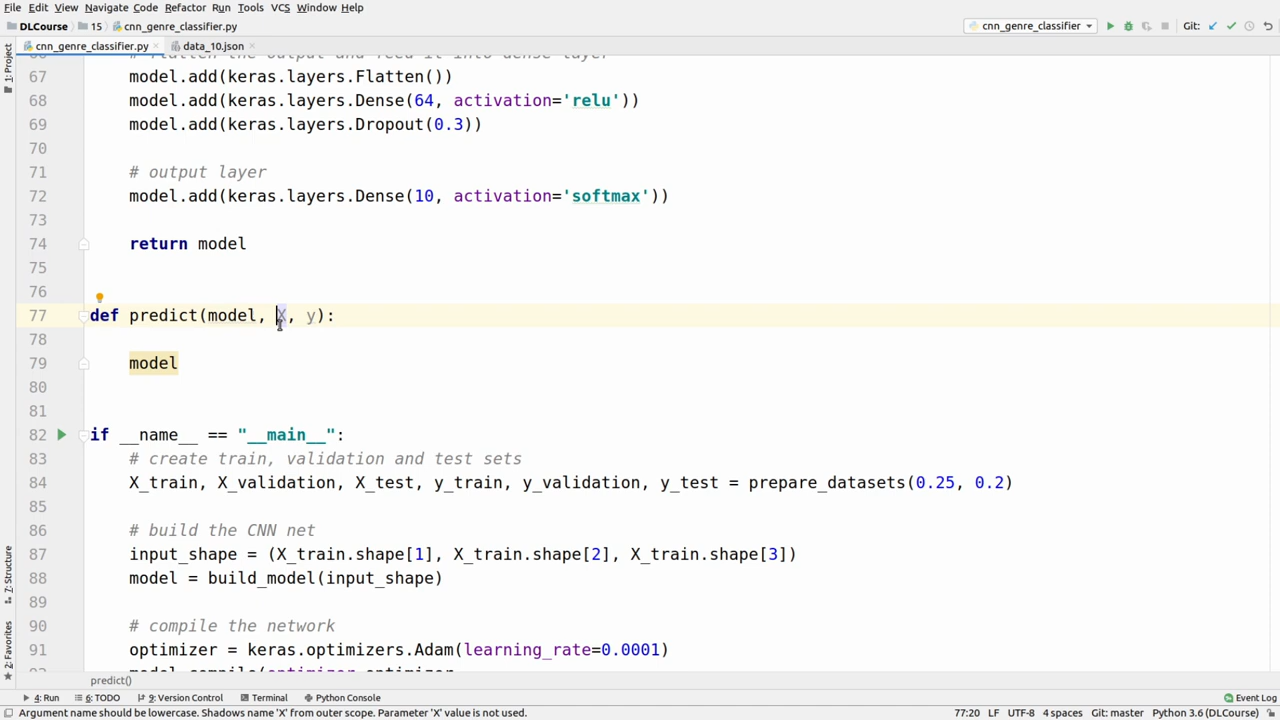 File Edit View Navigate Code Refactor Run Tools VCS Window Help
DLCourse 15 cnn_genre_classifier.py cnn_genre_classifier Git:
cnn_genre_classifier.py data_10.json
1: Project
67 model.add(keras.layers.Flatten())
68 model.add(keras.layers.Dense(64, activation='relu'))
69 model.add(keras.layers.Dropout(0.3))
70
71 # output layer
72 model.add(keras.layers.Dense(10, activation='softmax'))
73
74 return model
75
76
77 def predict(model, X, y):
78
79 model
80
81
82 if __name__ == "__main__":
83 # create train, validation and test sets
84 X_train, X_validation, X_test, y_train, y_validation, y_test = prepare_datasets(0.25, 0.2)
85
86 # build the CNN net
87 input_shape = (X_train.shape[1], X_train.shape[2], X_train.shape[3])
88 model = build_model(input_shape)
89
90 # compile the network
91 optimizer = keras.optimizers.Adam(learning_rate=0.0001)
7: Structure
2: Favorites
predict()
4: Run 6: TODO 9: Version Control Terminal Python Console Event Log
Argument name should be lowercase. Shadows name 'X' from outer scope. Parameter 'X' value is not used. 77:20 LF UTF-8 4 spaces Git: master Python 3.6 (DLCourse)